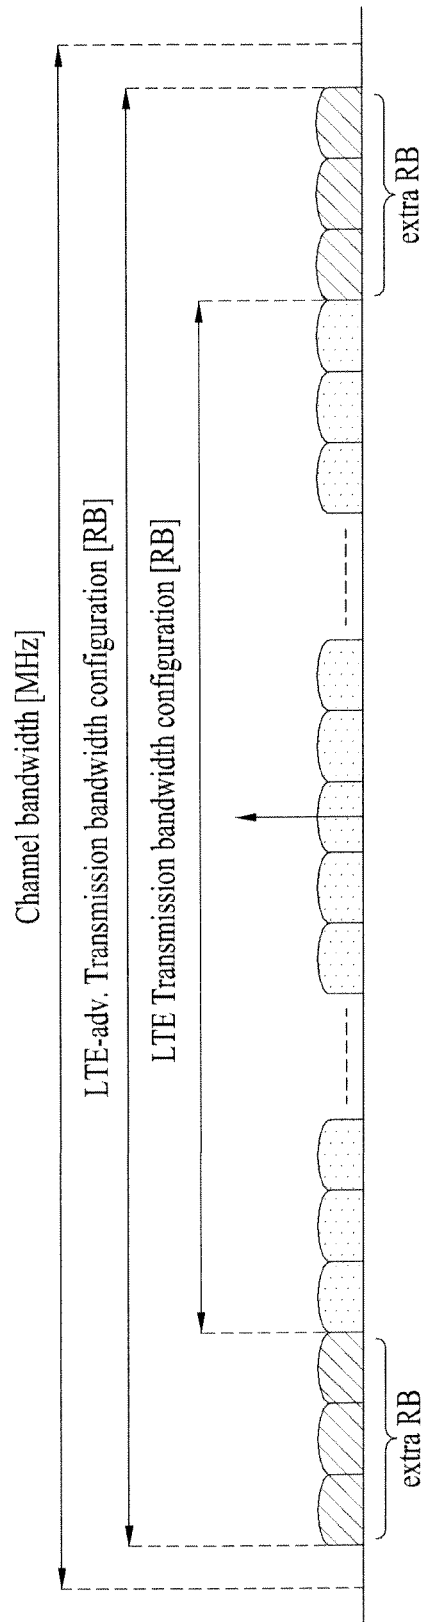 Channel bandwidth [MHz]
LTE-adv. Transmission bandwidth configuration [RB]
LTE Transmission bandwidth configuration [RB]
extra RB
extra RB